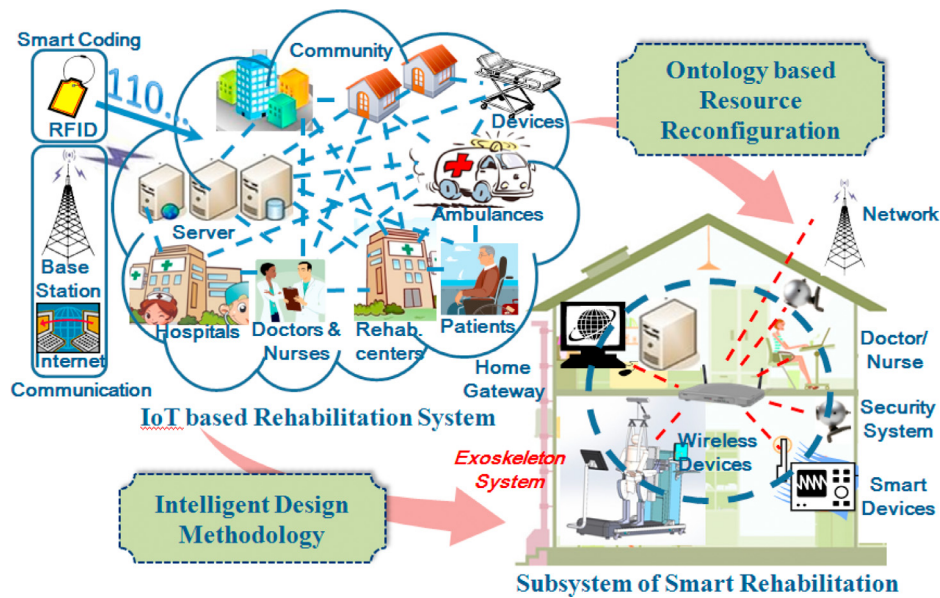 Smart Coding
RFID
110...
Base
Station
Internet
Communication
Community
Devices
Server
Ambulances
Hospitals
Doctors &
Nurses
Rehab.
centers
Patients
IoT based Rehabilitation System
Ontology based
Resource
Reconfiguration
Intelligent Design
Methodology
Network
Home
Gateway
Doctor/
Nurse
Security
System
Wireless
Devices
Exoskeleton
System
Smart
Devices
Subsystem of Smart Rehabilitation